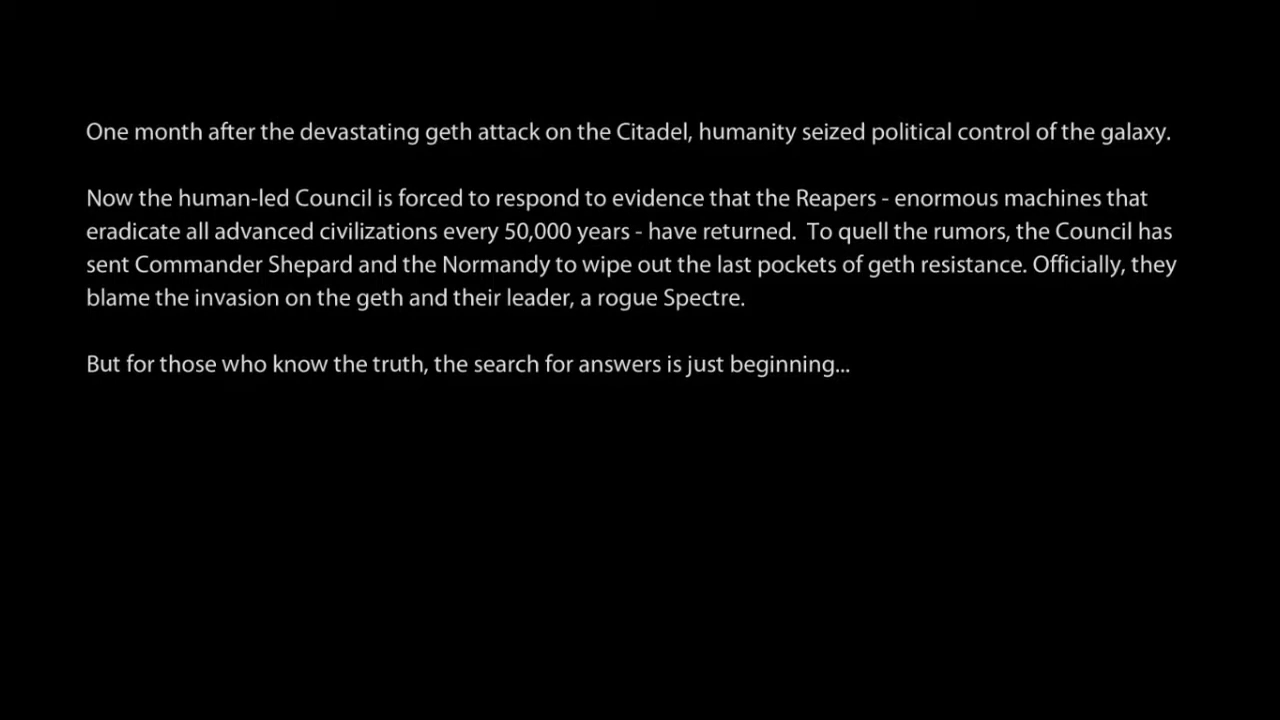 One month after the devastating geth attack on the Citadel, humanity seized political control of the galaxy.
Now the human-led Council is forced to respond to evidence that the Reapers - enormous machines that
eradicate all advanced civilizations every 50,000 years - have returned.  To quell the rumors, the Council has
sent Commander Shepard and the Normandy to wipe out the last pockets of geth resistance. Officially, they
blame the invasion on the geth and their leader, a rogue Spectre.
But for those who know the truth, the search for answers is just beginning...